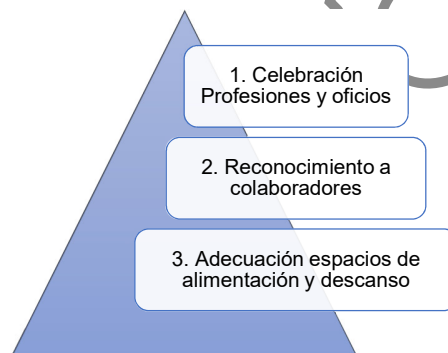 1. Celebración
Profesiones y oficios
2. Reconocimiento a
colaboradores
3. Adecuación espacios de
alimentación y descanso